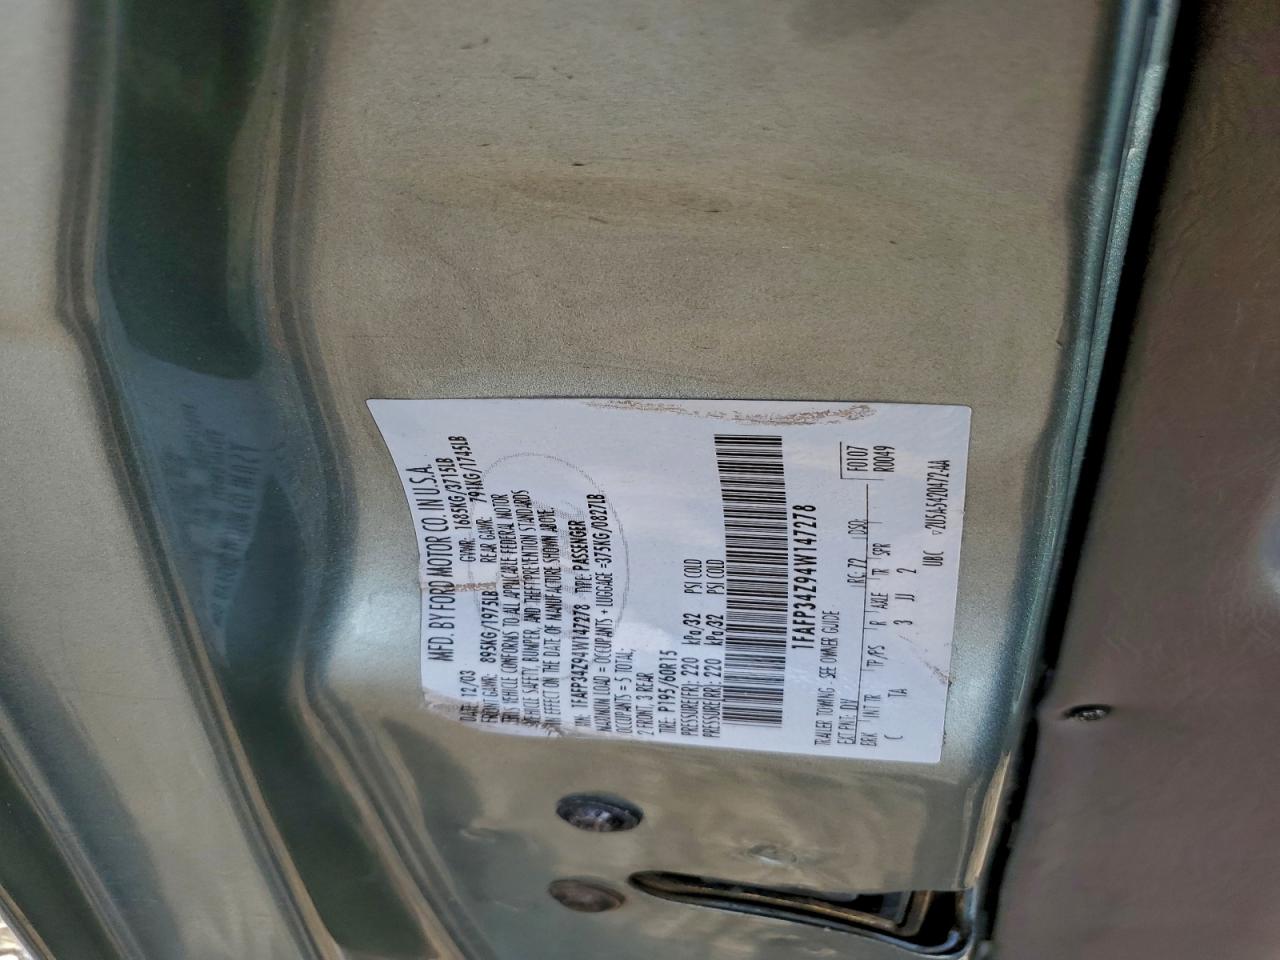 MFD. BY FORD MOTOR CO. IN U.S.A.
DATE: 12/03 GVWR: 1685KG/3715LB
FRONT GAWR: 895KG/1975LB REAR GAWR: 791KG/1745LB
THIS VEHICLE CONFORMS TO ALL APPLICABLE FEDERAL MOTOR
VEHICLE SAFETY, BUMPER, AND THEFT PREVENTION STANDARDS
IN EFFECT ON THE DATE OF MANUFACTURE SHOWN ABOVE.
VIN: 1FAFP34Z94W147278 TYPE: PASSENGER
MAXIMUM LOAD = OCCUPANTS + LUGGAGE = 375KG/0827LB
OCCUPANTS = 5 TOTAL;
2 FRONT, 3 REAR
TIRE: P195/60R15
PRESSURE(FR): 220 kPa/32 PSI COLD
PRESSURE(RR): 220 kPa/32 PSI COLD
1FAFP34Z94W147278
TRAILER TOWING SEE OWNER GUIDE
F0107
R0049
EXT PNT: DV RC: 72 DSO:
BRK INT TR TP/PS R AXLE TR SPR
C TA 3 JJ 2
UBC